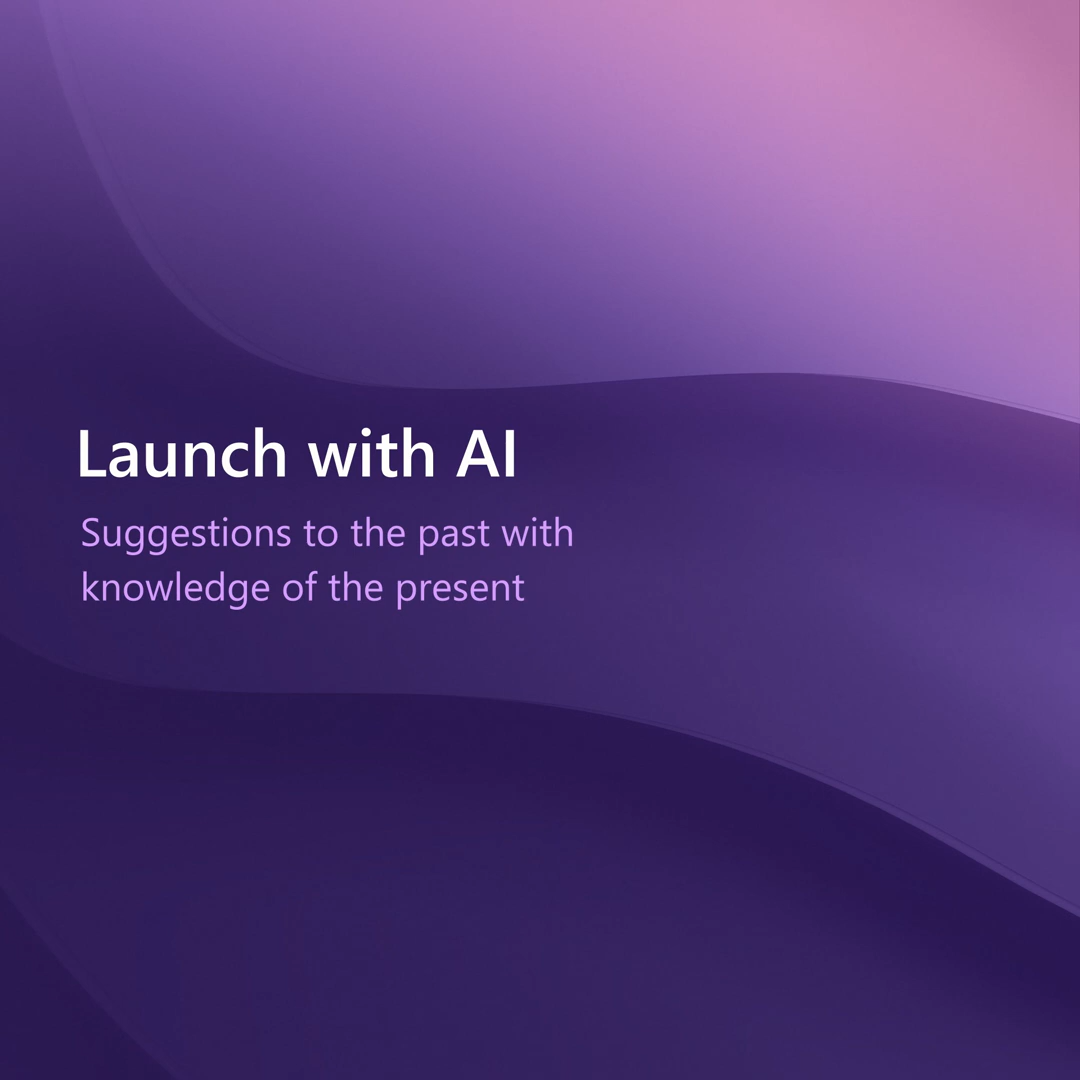 Launch with AI
Suggestions to the past with
knowledge of the present